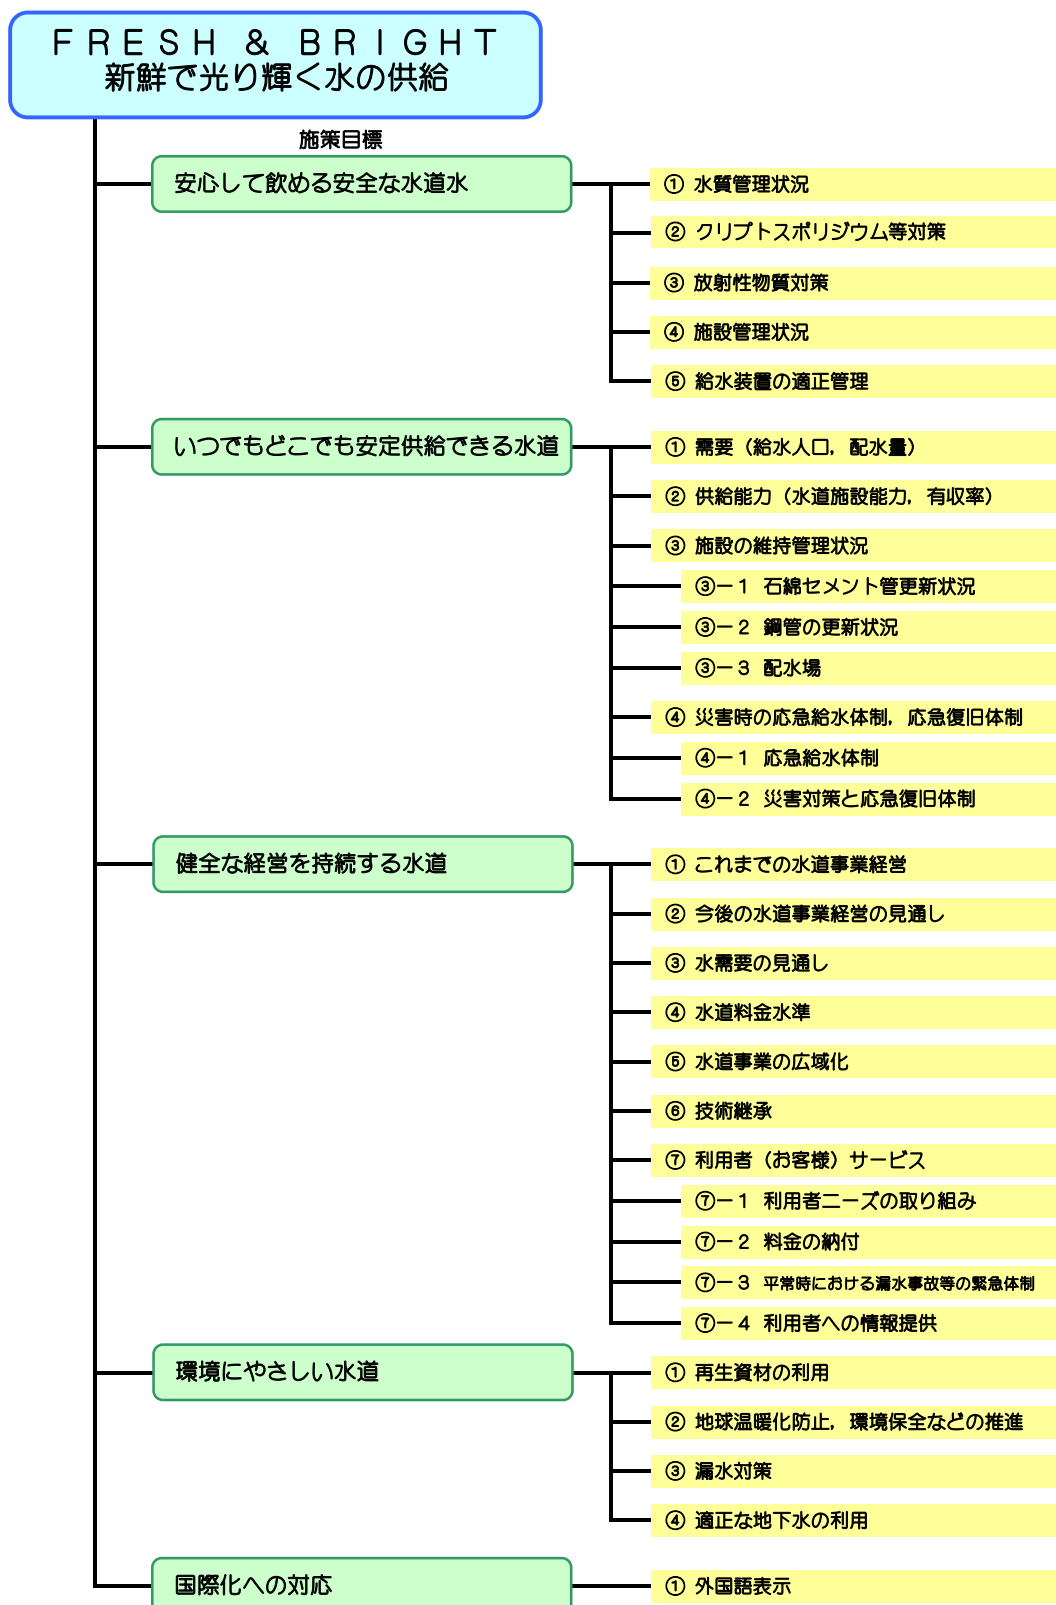 ＦＲＥＳＨ ＆ ＢＲＩＧＨＴ
新鮮で光り輝く水の供給
施策目標
安心して飲める安全な水道水
① 水質管理状況
② クリプトスポリジウム等対策
③ 放射性物質対策
④ 施設管理状況
⑤ 給水装置の適正管理
いつでもどこでも安定供給できる水道
① 需要（給水人口，配水量）
② 供給能力（水道施設能力，有収率）
③ 施設の維持管理状況
③－１ 石綿セメント管更新状況
③－２ 鋼管の更新状況
③－３ 配水場
④ 災害時の応急給水体制，応急復旧体制
④－１ 応急給水体制
④－２ 災害対策と応急復旧体制
健全な経営を持続する水道
① これまでの水道事業経営
② 今後の水道事業経営の見通し
③ 水需要の見通し
④ 水道料金水準
⑤ 水道事業の広域化
⑥ 技術継承
⑦ 利用者（お客様）サービス
⑦－１ 利用者ニーズの取り組み
⑦－２ 料金の納付
⑦－３ 平常時における漏水事故等の緊急体制
⑦－４ 利用者への情報提供
環境にやさしい水道
① 再生資材の利用
② 地球温暖化防止，環境保全などの推進
③ 漏水対策
④ 適正な地下水の利用
国際化への対応
① 外国語表示